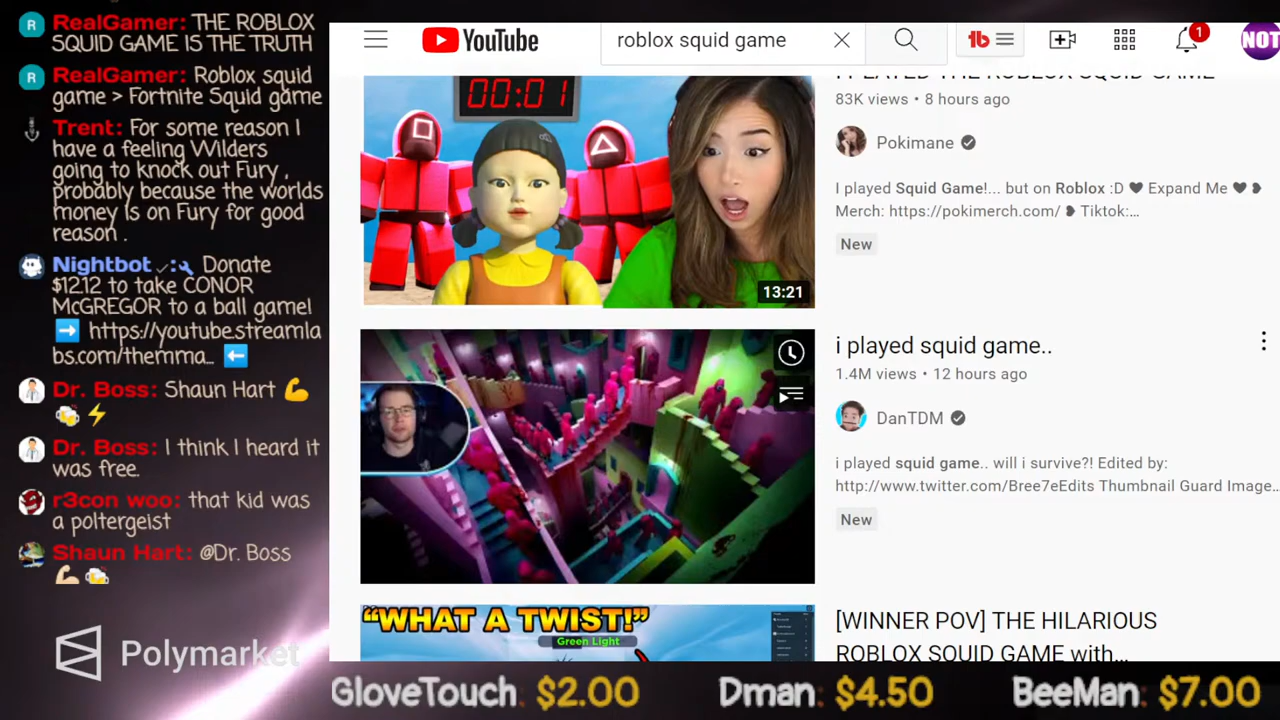 RealGamer: THE ROBLOX
SQUID GAME IS THE TRUTH
RealGamer: Roblox squid
game > Fortnite Squid game
Trent: For some reason I
have a feeling Wilders
going to knock out Fury ,
probably because the worlds
money is on Fury for good
reason .
Nightbot : Donate
$12.12 to take CONOR
McGREGOR to a ball game!
➡ https://youtube.streamla
bs.com/themma... ⬅
Dr. Boss: Shaun Hart 💪
🍻⚡
Dr. Boss: I think I heard it
was free.
r3con woo: that kid was
a poltergeist
Shaun Hart: @Dr. Boss
💪🍻
Polymarket
YouTube
roblox squid game
1
NOT
00:01
13:21
I PLAYED THE ROBLOX SQUID GAME
83K views • 8 hours ago
Pokimane
I played Squid Game!... but on Roblox :D ♥ Expand Me ♥ ❥
Merch: https://pokimerch.com/ ❥ Tiktok:...
New
i played squid game..
1.4M views • 12 hours ago
DanTDM
i played squid game.. will i survive?! Edited by:
http://www.twitter.com/Bree7eEdits Thumbnail Guard Image...
New
"WHAT A TWIST!"
Green Light
[WINNER POV] THE HILARIOUS
ROBLOX SQUID GAME with...
GloveTouch: $2.00
Dman: $4.50
BeeMan: $7.00